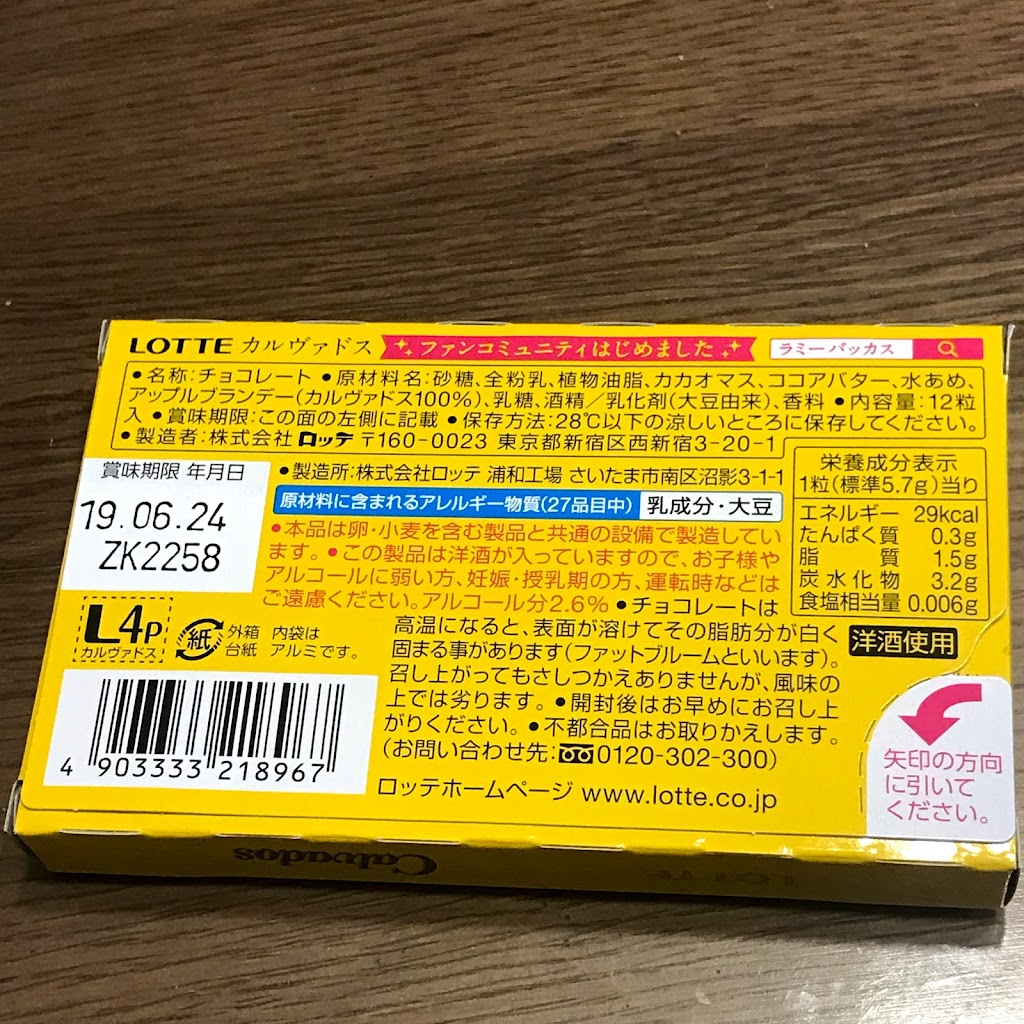 LOTTE カルヴァドス ファンコミュニティはじめました ラミー バッカス
●名称:チョコレート ●原材料名:砂糖、全粉乳、植物油脂、カカオマス、ココアバター、水あめ、
アップルブランデー(カルヴァドス100%)、乳糖、酒精/乳化剤(大豆由来)、香料 ●内容量:12粒
入 ●賞味期限:この面の左側に記載 ●保存方法:28℃以下の涼しいところに保存してください。
●製造者:株式会社ロッテ 〒160-0023 東京都新宿区西新宿3-20-1
●製造所:株式会社ロッテ 浦和工場 さいたま市南区沼影3-1-1
賞味期限 年月日
19.06.24
ZK2258
原材料に含まれるアレルギー物質(27品目中) 乳成分・大豆
●本品は卵・小麦を含む製品と共通の設備で製造してい
ます。●この製品は洋酒が入っていますので、お子様や
アルコールに弱い方、妊娠・授乳期の方、運転時などは
ご遠慮ください。アルコール分2.6% ●チョコレートは
高温になると、表面が溶けてその脂肪分が白く
固まる事があります(ファットブルームといいます)。
召し上がってもさしつかえありませんが、風味の
上では劣ります。●開封後はお早めにお召し上
がりください。●不都合品はお取りかえします。
(お問い合わせ先:0120-302-300)
ロッテホームページ www.lotte.co.jp
栄養成分表示
1粒(標準5.7g)当り
エネルギー 29kcal
たんぱく質 0.3g
脂質 1.5g
炭水化物 3.2g
食塩相当量 0.006g
洋酒使用
L4P
カルヴァドス
紙
外箱 内袋は
台紙 アルミです。
4 903333 218967
矢印の方向
に引いて
ください。
Calvados
LOTTE